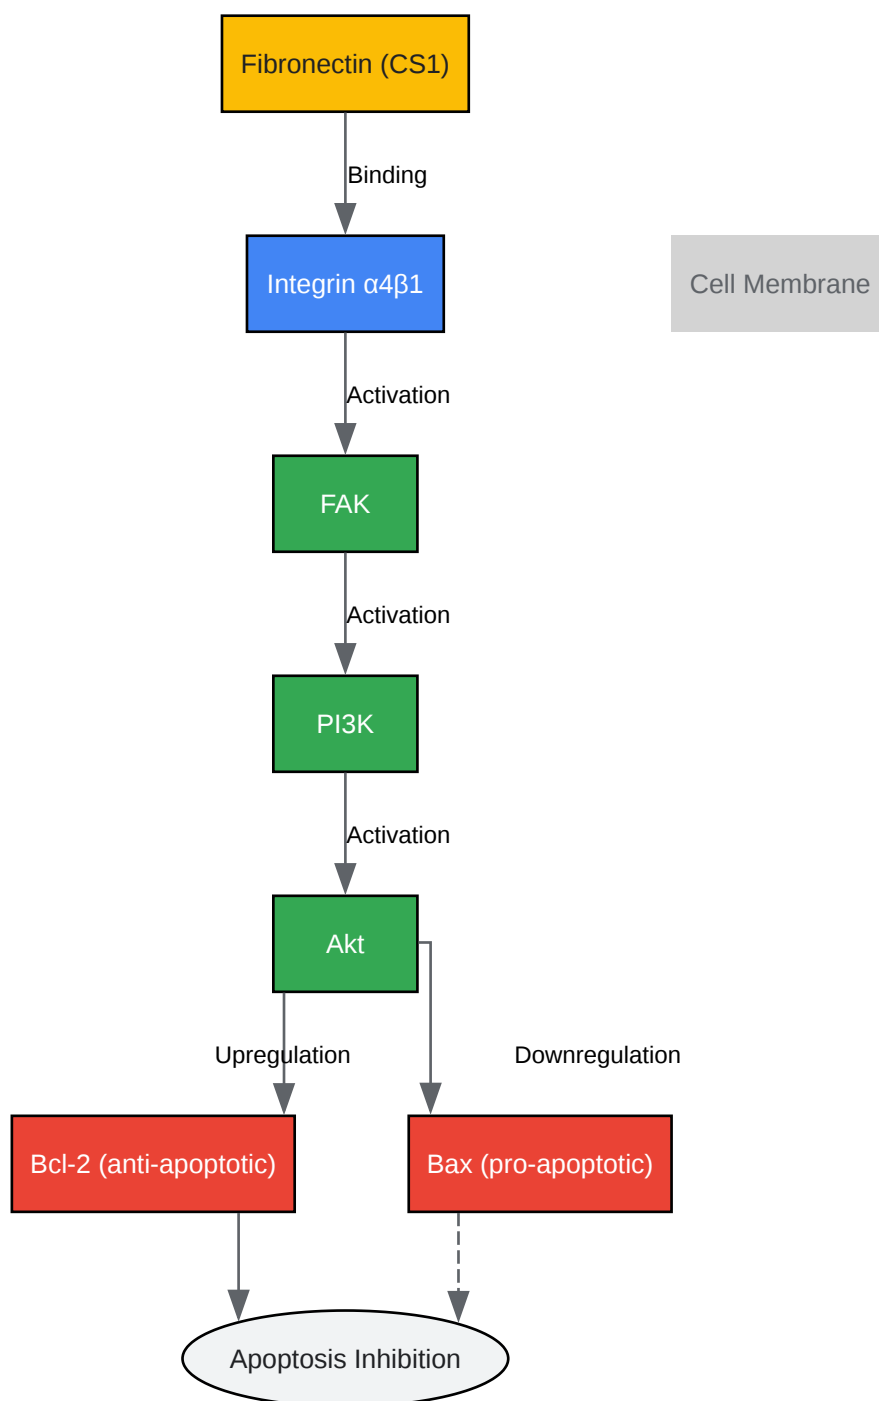 Fibronectin (CS1)
Binding
Integrin α4β1
Cell Membrane
Activation
FAK
Activation
PI3K
Activation
Akt
Upregulation
Downregulation
Bcl-2 (anti-apoptotic)
Bax (pro-apoptotic)
Apoptosis Inhibition